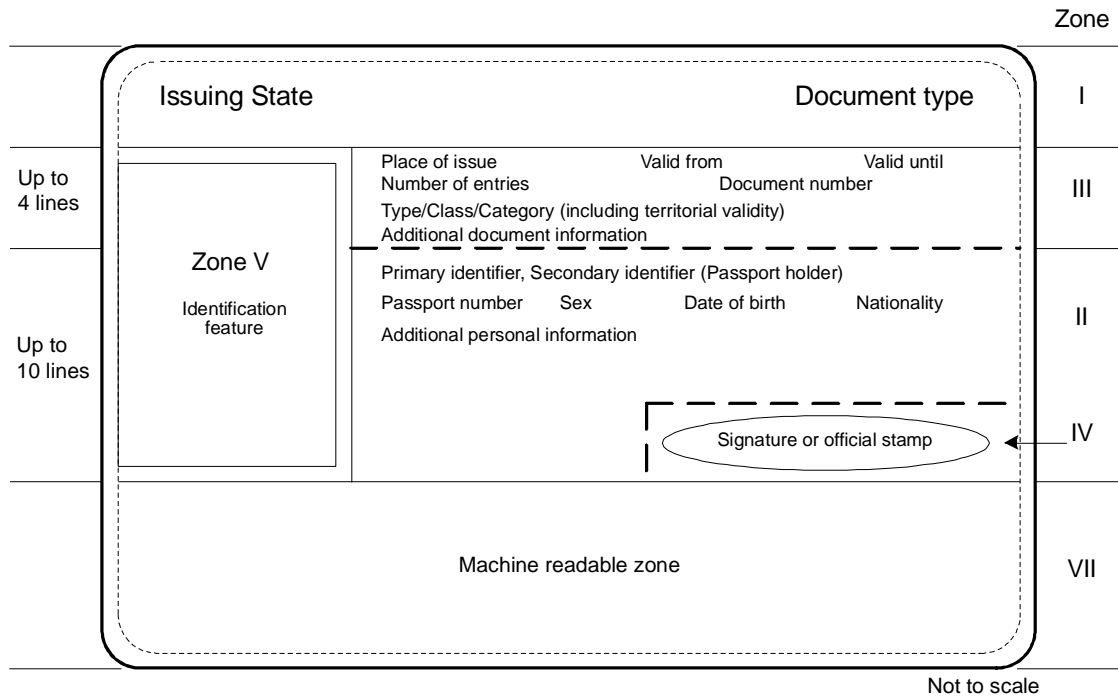 Zone
Issuing State Document type I
Up to
4 lines
Place of issue Valid from Valid until
Number of entries Document number
III
Type/Class/Category (including territorial validity)
Additional document information
Zone V
Identification
feature
Primary identifier, Secondary identifier (Passport holder)
Passport number Sex Date of birth Nationality
Additional personal information
II
Up to
10 lines
Signature or official stamp
IV
Machine readable zone
VII
Not to scale